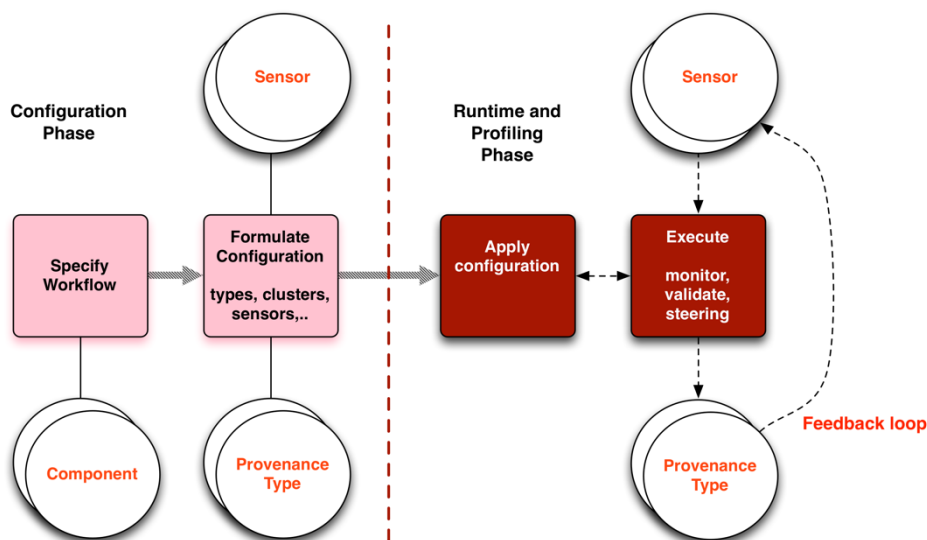 Sensor
Sensor
Configuration
Phase
Runtime and
Profiling
Phase
Specify
Workflow
Formulate
Configuration
types, clusters,
sensors,..
Apply
configuration
Execute
monitor,
validate,
steering
Component
Provenance
Type
Provenance
Type
Feedback loop